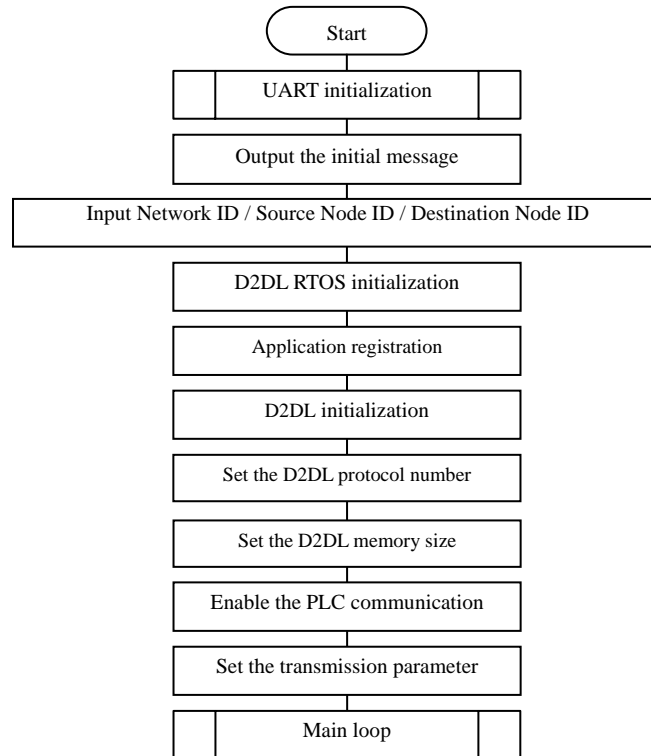 Start
UART initialization
Output the initial message
Input Network ID / Source Node ID / Destination Node ID
D2DL RTOS initialization
Application registration
D2DL initialization
Set the D2DL protocol number
Set the D2DL memory size
Enable the PLC communication
Set the transmission parameter
Main loop